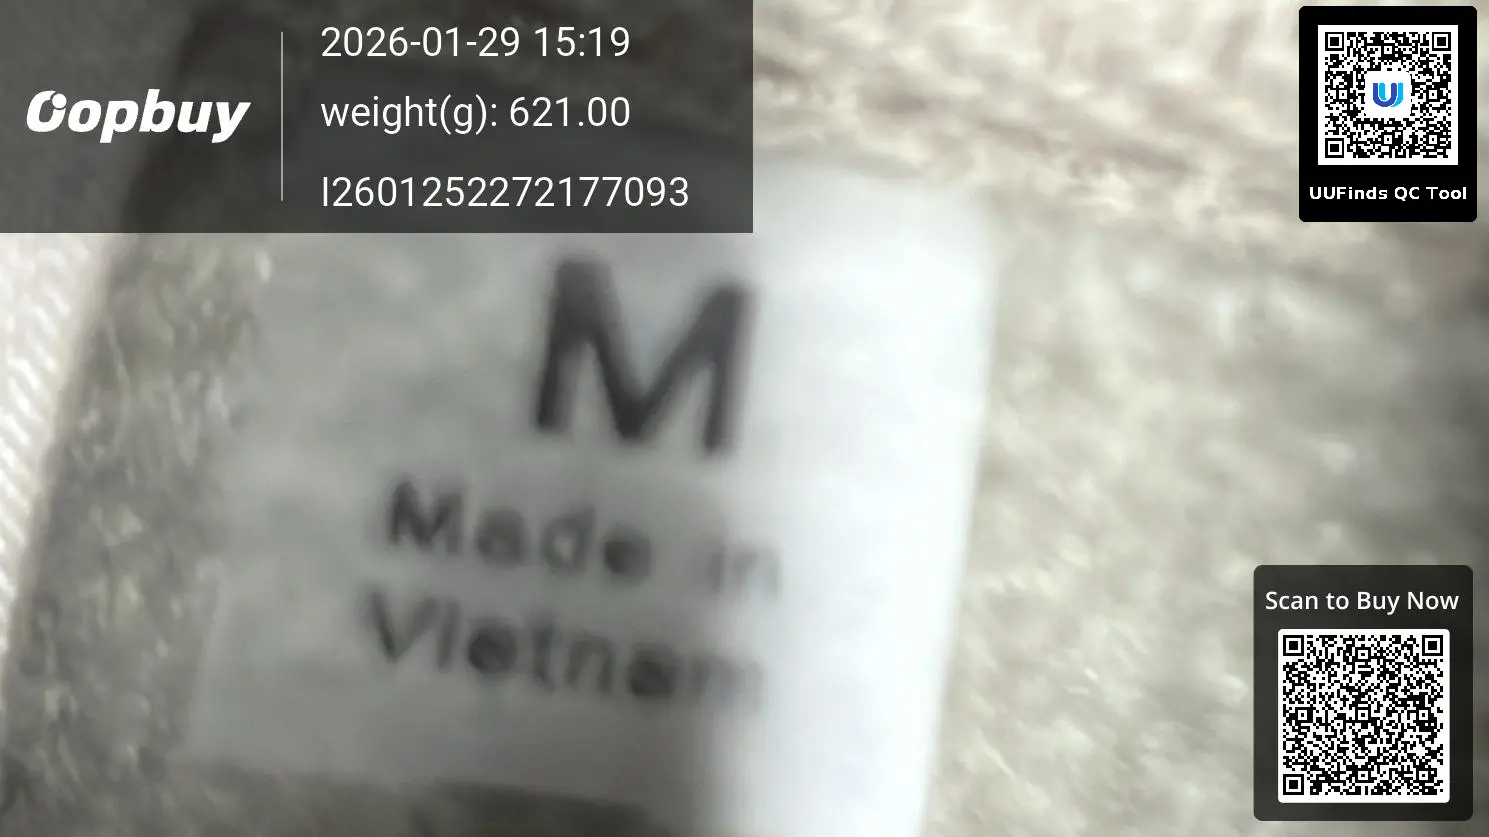 Oopbuy
2026-01-29 15:19
weight(g): 621.00
I2601252272177093
UUFinds QC Tool
M
Made in
Vietnam
Scan to Buy Now